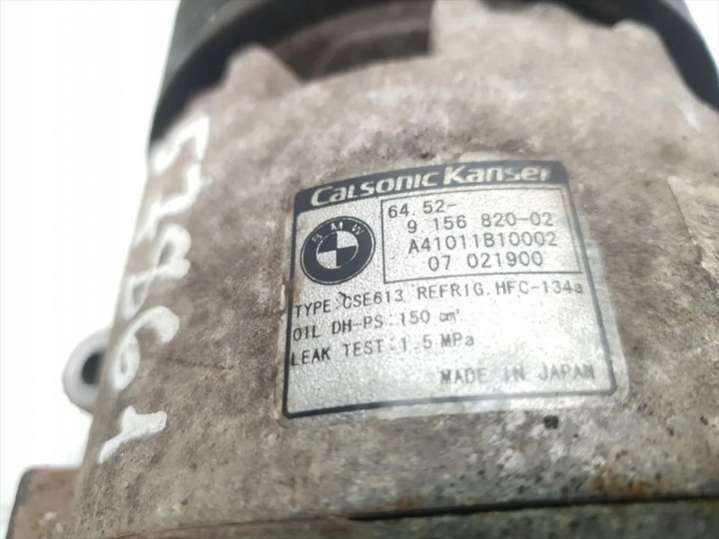 CALSONIC Kansei
BMW
64.52-
9 156 820-02
A41011B10002
07 021900
TYPE CSE613 REFRIG.HFC-134a
OIL DH-PS 150 cm³
LEAK TEST 1.5 MPa
MADE IN JAPAN